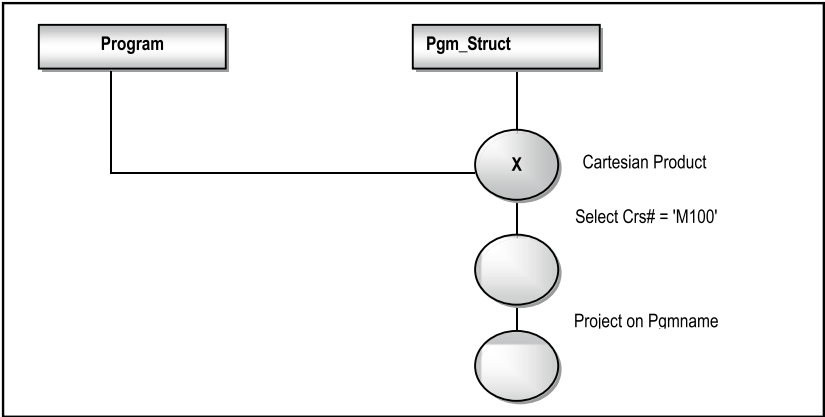 Program
Pgm_Struct
X
Cartesian Product
Select Crs# = 'M100'
Project on Pgmname